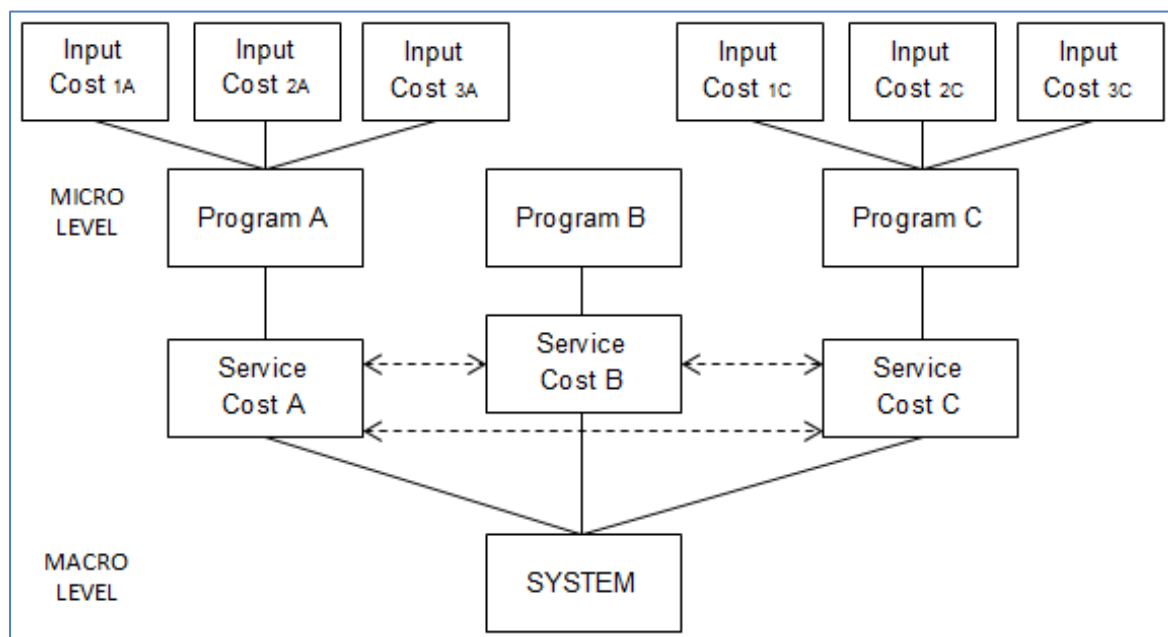 Input
Cost 1A
Input
Cost 2A
Input
Cost 3A
Input
Cost 1C
Input
Cost 2C
Input
Cost 3C
MICRO
LEVEL
Program A
Program B
Program C
Service
Cost A
Service
Cost B
Service
Cost C
MACRO
LEVEL
SYSTEM